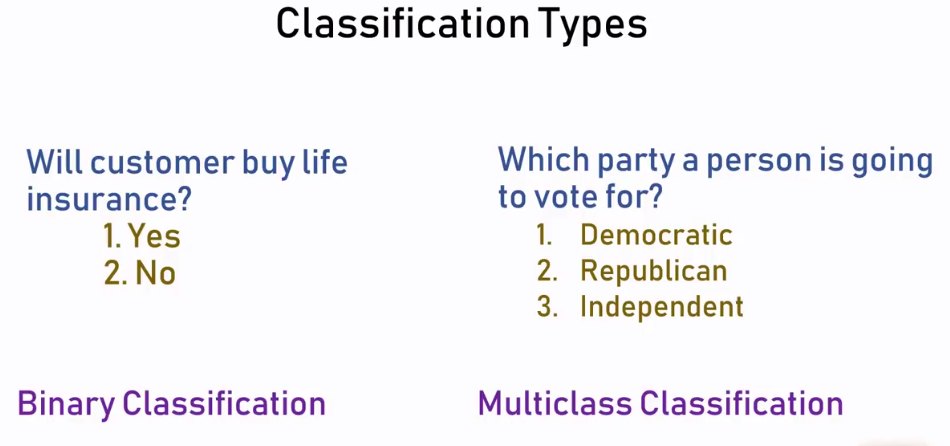 Classification Types
Will customer buy life
insurance?
1. Yes
2. No
Which party a person is going
to vote for?
1. Democratic
2. Republican
3. Independent
Binary Classification
Multiclass Classification